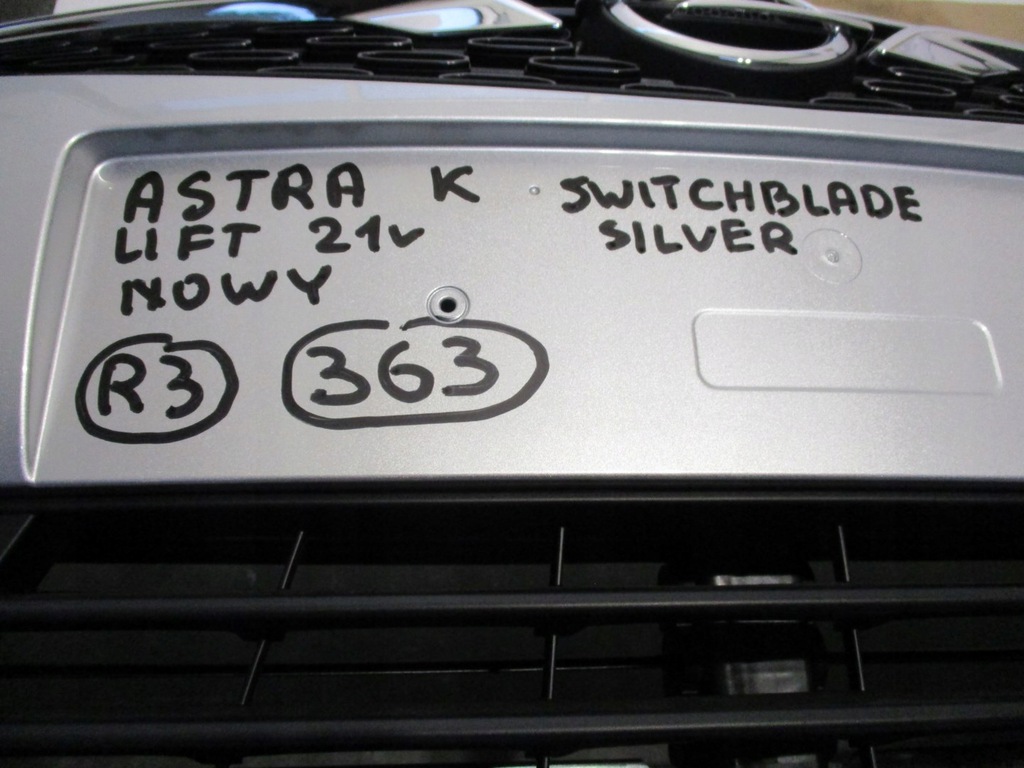 ASTRA K
LIFT 21r
NOWY
R3
363
SWITCHBLADE
SILVER